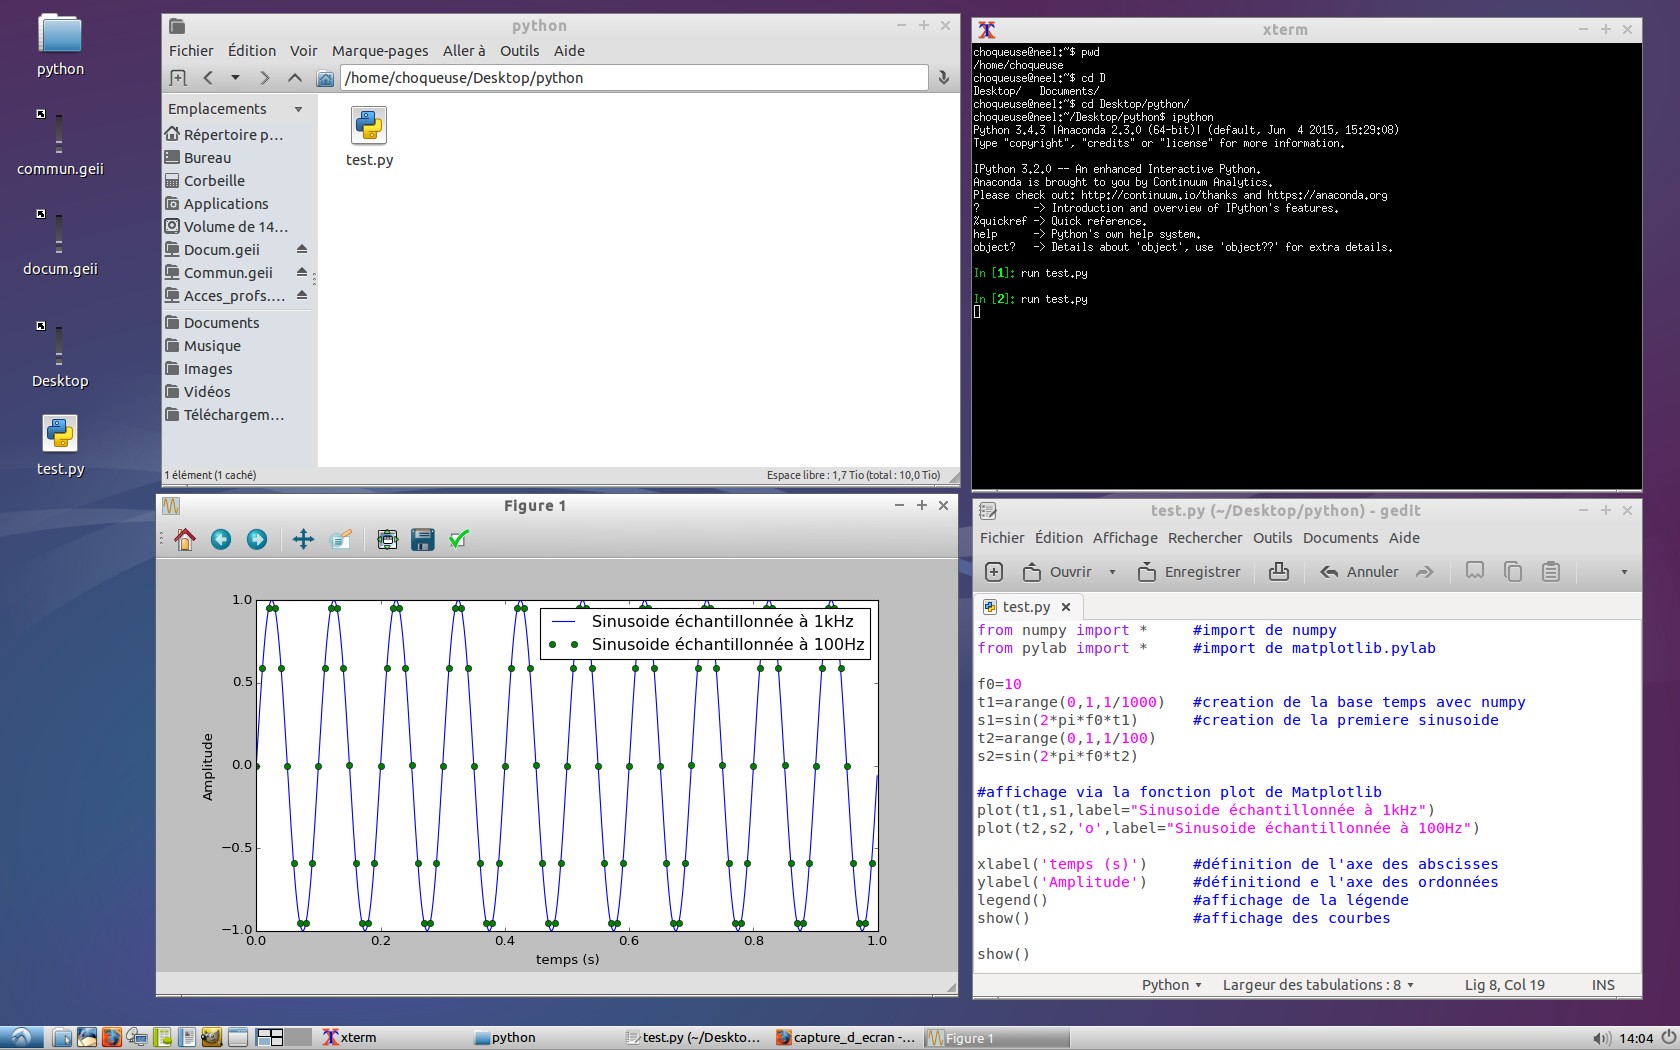 python
commun.geii
docum.geii
Desktop
test.py
python
Fichier Édition Voir Marque-pages Aller à Outils Aide
/home/choqueuse/Desktop/python
Emplacements
Répertoire p...
Bureau
Corbeille
Applications
Volume de 14...
Docum.geii
Commun.geii
Acces_profs....
Documents
Musique
Images
Vidéos
Téléchargem...
test.py
1 élément (1 caché) Espace libre : 1,7 Tio (total : 10,0 Tio)
xterm
choqueuse@neel:~$ pwd
/home/choqueuse
choqueuse@neel:~$ cd D
Desktop/ Documents/
choqueuse@neel:~$ cd Desktop/python/
choqueuse@neel:~/Desktop/python$ ipython
Python 3.4.3 |Anaconda 2.3.0 (64-bit)| (default, Jun 4 2015, 15:29:08)
Type "copyright", "credits" or "license" for more information.
IPython 3.2.0 -- An enhanced Interactive Python.
Anaconda is brought to you by Continuum Analytics.
Please check out: http://continuum.io/thanks and https://anaconda.org
? -> Introduction and overview of IPython's features.
%quickref -> Quick reference.
help -> Python's own help system.
object? -> Details about 'object', use 'object??' for extra details.
In [1]: run test.py
In [2]: run test.py
Figure 1
1.0
0.5
0.0
−0.5
−1.0
Amplitude
Sinusoide échantillonnée à 1kHz
Sinusoide échantillonnée à 100Hz
0.0 0.2 0.4 0.6 0.8 1.0
temps (s)
test.py (~/Desktop/python) - gedit
Fichier Édition Affichage Rechercher Outils Documents Aide
Ouvrir Enregistrer Annuler
test.py
from numpy import * #import de numpy
from pylab import * #import de matplotlib.pylab
f0=10
t1=arange(0,1,1/1000) #creation de la base temps avec numpy
s1=sin(2*pi*f0*t1) #creation de la premiere sinusoide
t2=arange(0,1,1/100)
s2=sin(2*pi*f0*t2)
#affichage via la fonction plot de Matplotlib
plot(t1,s1,label="Sinusoide échantillonnée à 1kHz")
plot(t2,s2,'o',label="Sinusoide échantillonnée à 100Hz")
xlabel('temps (s)') #définition de l'axe des abscisses
ylabel('Amplitude') #définitiond e l'axe des ordonnées
legend() #affichage de la légende
show() #affichage des courbes
show()
Python Largeur des tabulations : 8 Lig 8, Col 19 INS
xterm python test.py (~/Deskto... capture_d_ecran -... Figure 1 14:04